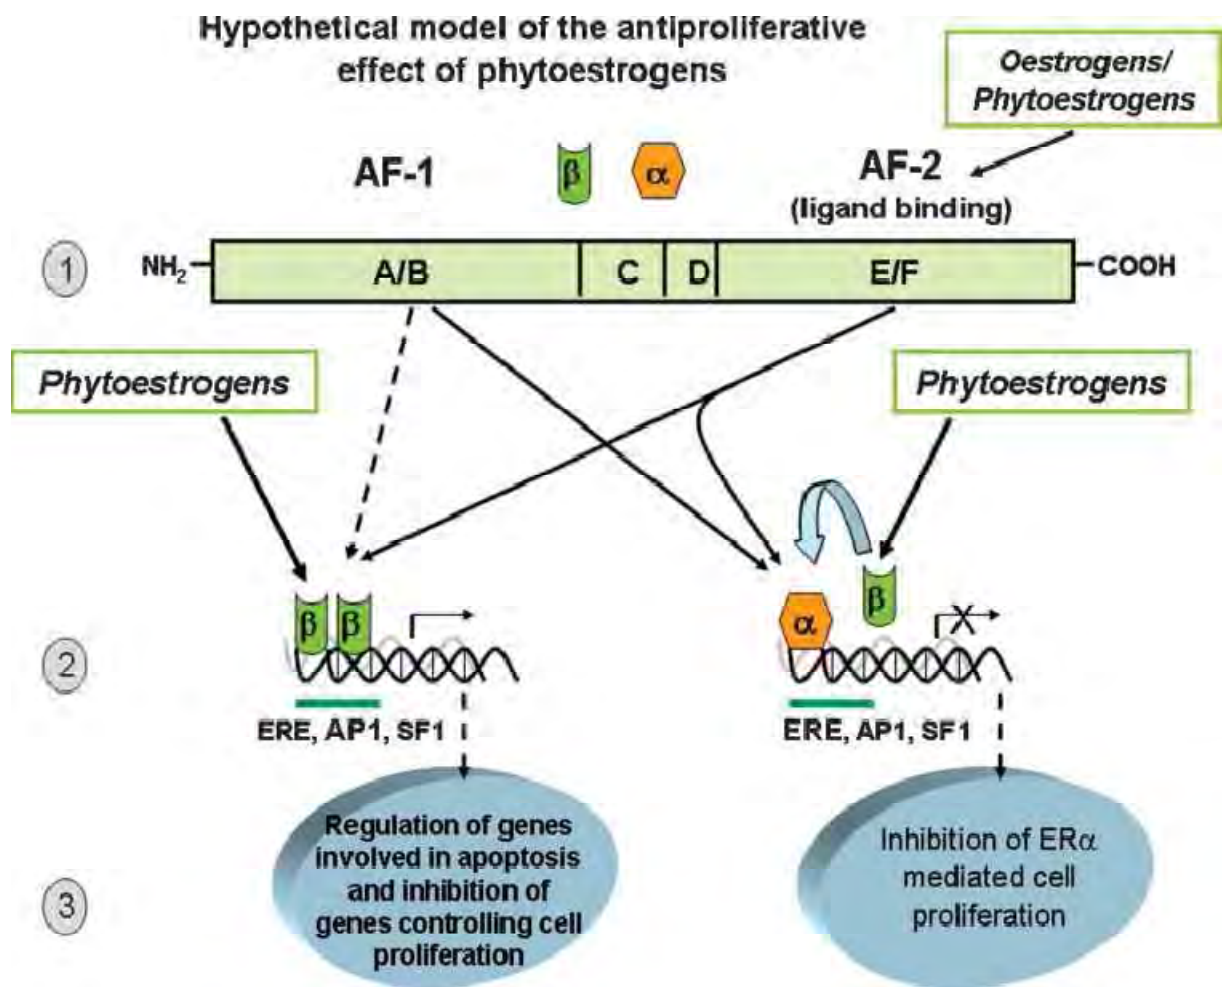 Hypothetical model of the antiproliferative
effect of phytoestrogens
Oestrogens/
Phytoestrogens
AF-1
β
α
AF-2
(ligand binding)
1
NH₂
A/B
C
D
E/F
COOH
Phytoestrogens
Phytoestrogens
2
β
β
α
β
X
ERE, AP1, SF1
ERE, AP1, SF1
3
Regulation of genes
involved in apoptosis
and inhibition of
genes controlling cell
proliferation
Inhibition of ERα
mediated cell
proliferation